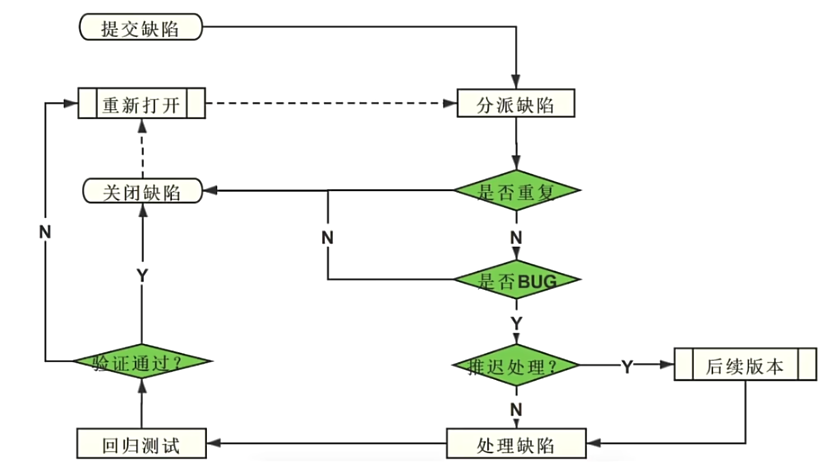 提交缺陷
重新打开
分派缺陷
关闭缺陷
是否重复
N
N
N
是否BUG
Y
Y
验证通过?
推迟处理?
Y
后续版本
N
回归测试
处理缺陷